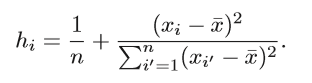 h_i = \frac{1}{n} + \frac{(x_i - \bar{x})^2}{\sum_{i'=1}^{n}(x_{i'} - \bar{x})^2}.